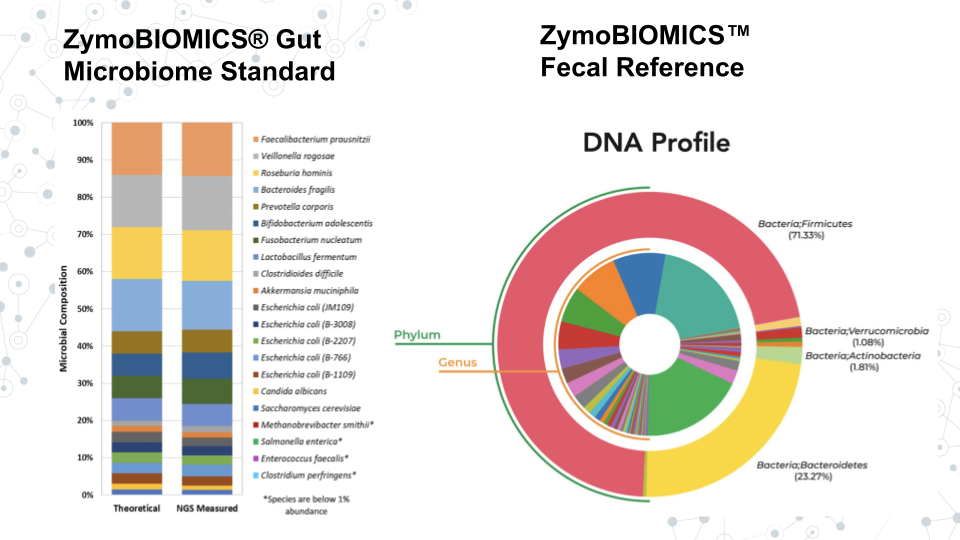 ZymoBIOMICS® Gut
Microbiome Standard
ZymoBIOMICS™
Fecal Reference
Microbial Composition
100%
90%
80%
70%
60%
50%
40%
30%
20%
10%
0%
Theoretical
NGS Measured
Faecalibacterium prausnitzii
Veillonella rogosae
Roseburia hominis
Bacteroides fragilis
Prevotella corporis
Bifidobacterium adolescentis
Fusobacterium nucleatum
Lactobacillus fermentum
Clostridioides difficile
Akkermansia muciniphila
Escherichia coli (JM109)
Escherichia coli (B-3008)
Escherichia coli (B-2207)
Escherichia coli (B-766)
Escherichia coli (B-1109)
Candida albicans
Saccharomyces cerevisiae
Methanobrevibacter smithii*
Salmonella enterica*
Enterococcus faecalis*
Clostridium perfringens*
*Species are below 1%
abundance
DNA Profile
Phylum
Genus
Bacteria;Firmicutes
(71.33%)
Bacteria;Verrucomicrobia
(1.08%)
Bacteria;Actinobacteria
(1.81%)
Bacteria;Bacteroidetes
(23.27%)